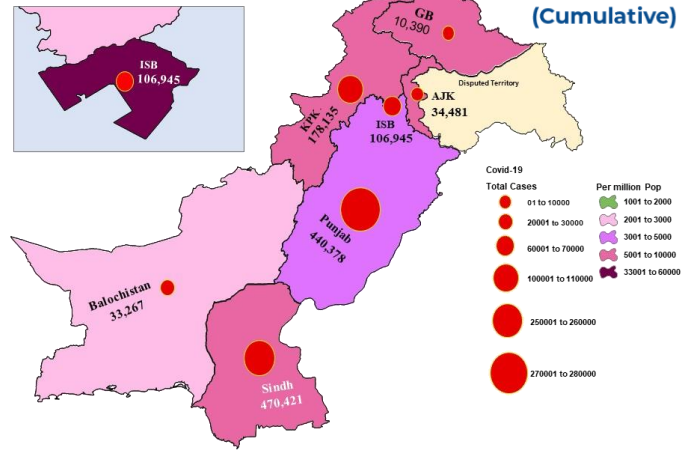 (Cumulative)
GB
10,390
ISB
106,945
Disputed Territory
AJK
34,481
KPK
178,135
ISB
106,945
Punjab
440,378
Balochistan
33,267
Sindh
470,421
Covid-19
Total Cases
01 to 10000
20001 to 30000
60001 to 70000
100001 to 110000
250001 to 260000
270001 to 280000
Per million Pop
1001 to 2000
2001 to 3000
3001 to 5000
5001 to 10000
33001 to 60000